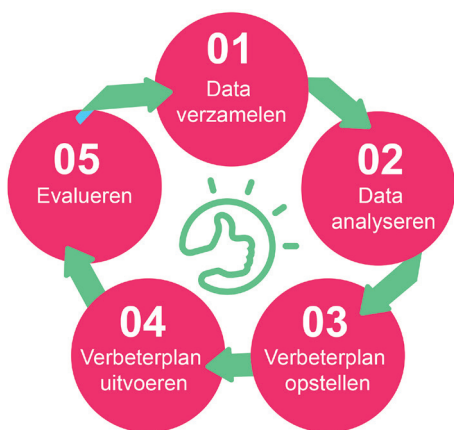 01
Data
verzamelen
02
Data
analyseren
03
Verbeterplan
opstellen
04
Verbeterplan
uitvoeren
05
Evalueren